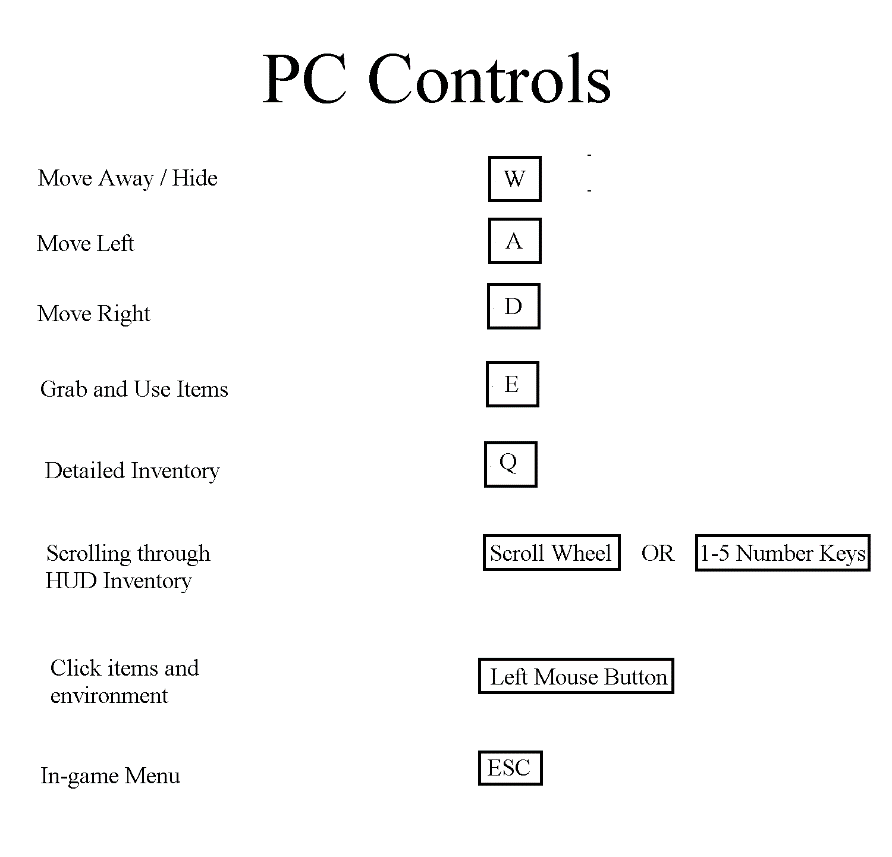 PC Controls
Move Away / Hide W
Move Left A
Move Right D
Grab and Use Items E
Detailed Inventory Q
Scrolling through
HUD Inventory Scroll Wheel OR 1-5 Number Keys
Click items and
environment Left Mouse Button
In-game Menu ESC